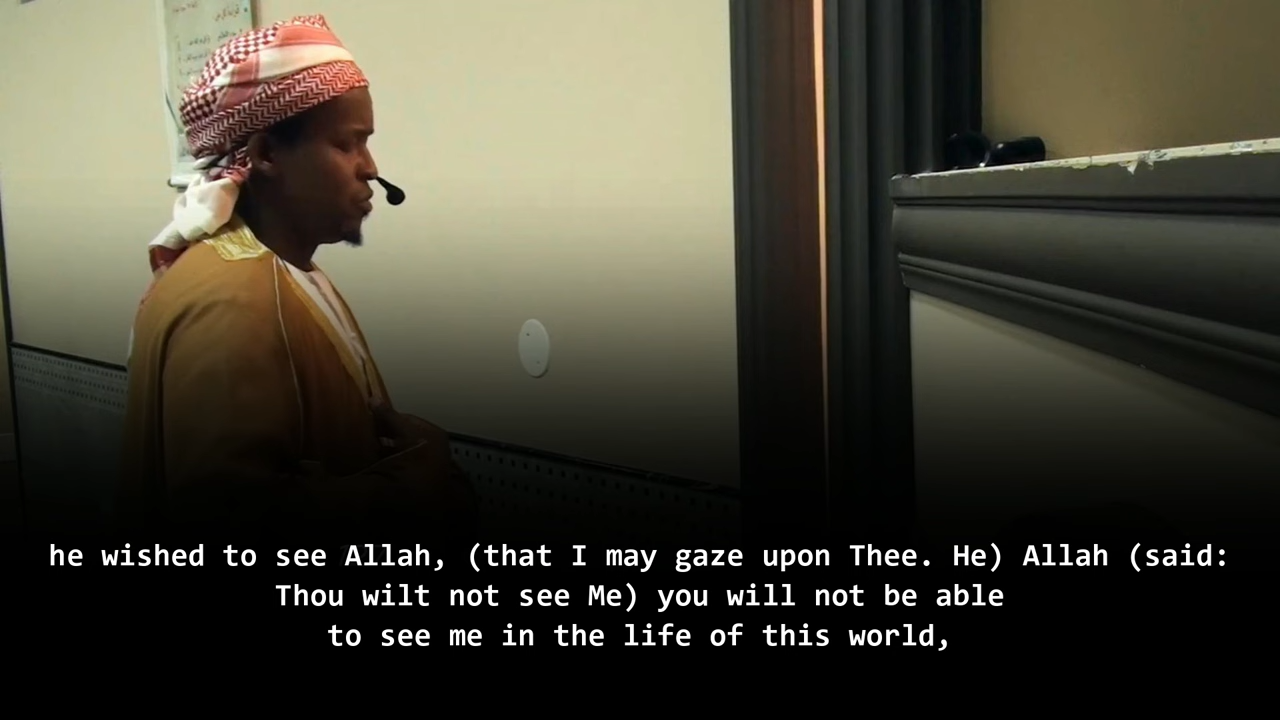 he wished to see Allah, (that I may gaze upon Thee. He) Allah (said:
Thou wilt not see Me) you will not be able
to see me in the life of this world,